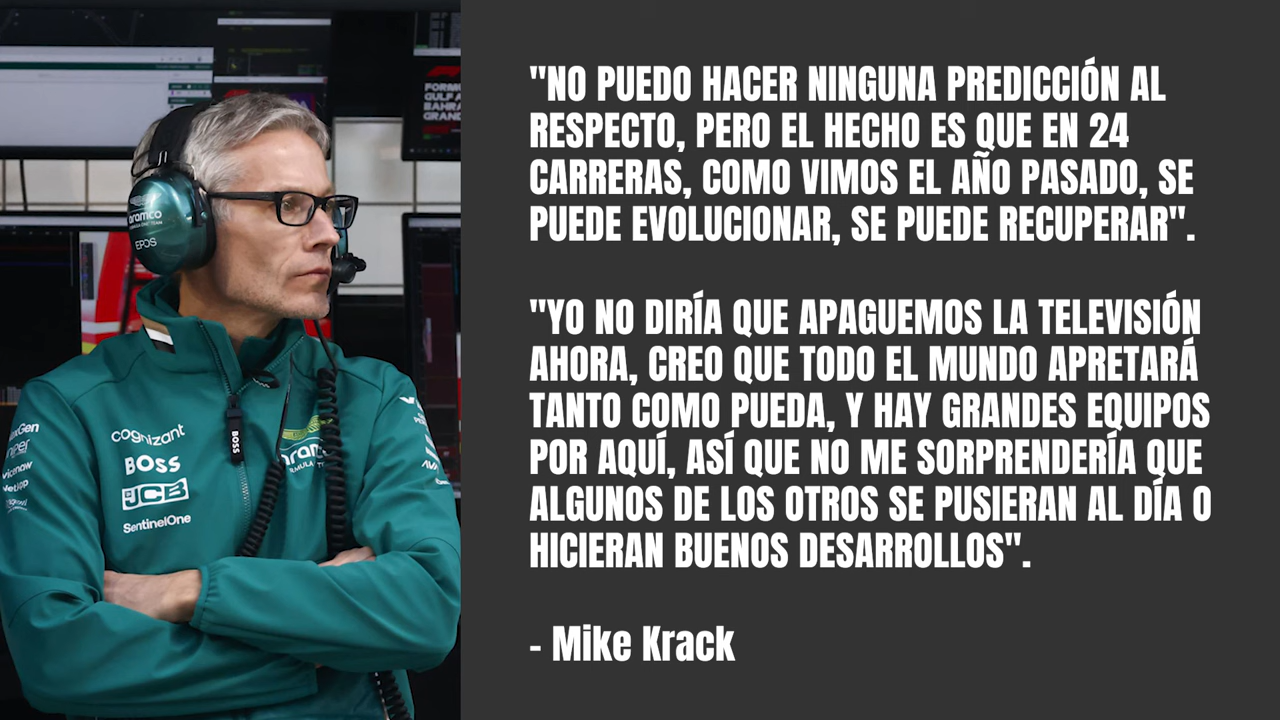 "NO PUEDO HACER NINGUNA PREDICCIÓN AL
RESPECTO, PERO EL HECHO ES QUE EN 24
CARRERAS, COMO VIMOS EL AÑO PASADO, SE
PUEDE EVOLUCIONAR, SE PUEDE RECUPERAR".
"YO NO DIRÍA QUE APAGUEMOS LA TELEVISIÓN
AHORA, CREO QUE TODO EL MUNDO APRETARÁ
TANTO COMO PUEDA, Y HAY GRANDES EQUIPOS
POR AQUÍ, ASÍ QUE NO ME SORPRENDERÍA QUE
ALGUNOS DE LOS OTROS SE PUSIERAN AL DÍA O
HICIERAN BUENOS DESARROLLOS".
- Mike Krack
aramco
EPOS
cognizant
BOSS
JCB
SentinelOne
BOSS